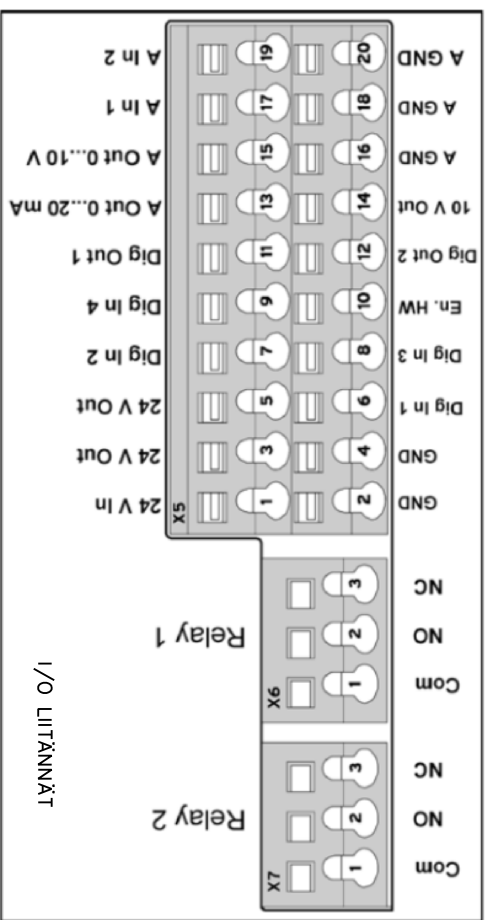 A In 2 19 20 A GND
A In 1 17 18 A GND
A Out 0...10 V 15 16 A GND
A Out 0...20 mA 13 14 10 V Out
Dig Out 1 11 12 Dig Out 2
Dig In 4 9 10 En. HW
Dig In 2 7 8 Dig In 3
24 V Out 5 6 Dig In 1
24 V Out 3 4 GND
24 V In 1 2 GND
X5
3 NC
Relay 1 2 NO
1 Com
X6
I/O LIITÄNNÄT
3 NC
Relay 2 2 NO
1 Com
X7